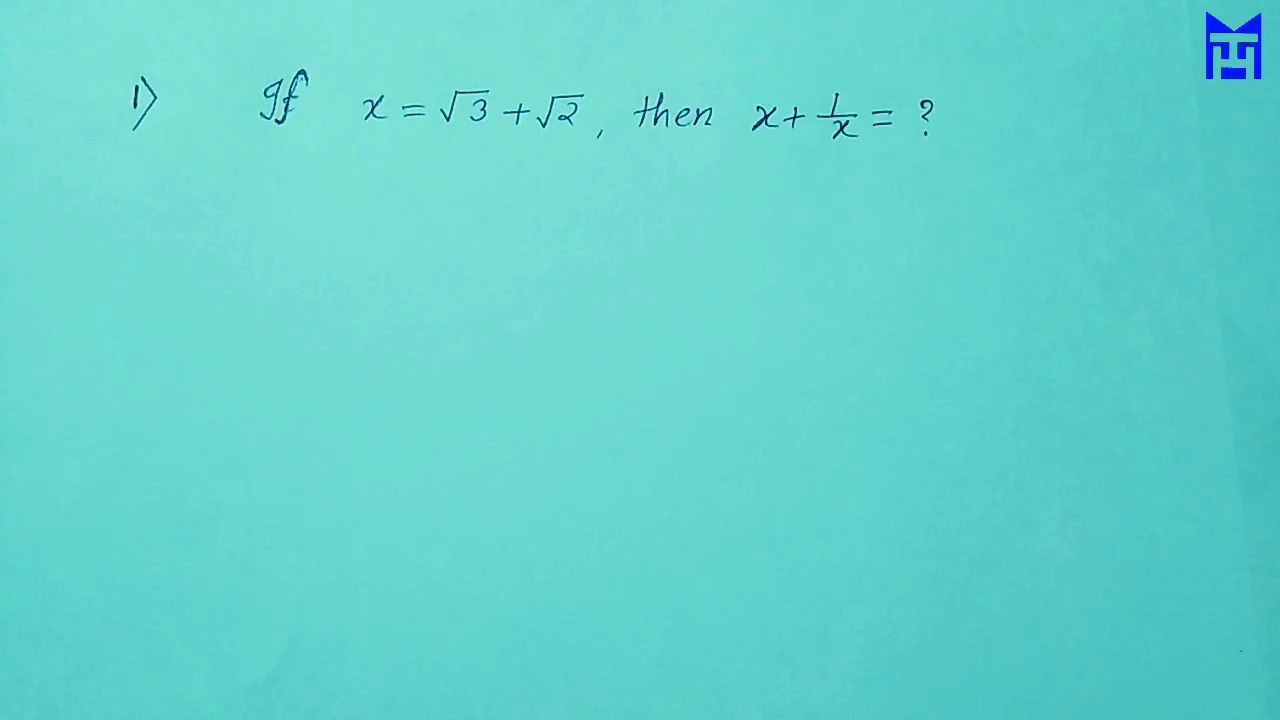 1) If x = √3 + √2, then x + 1/x = ?